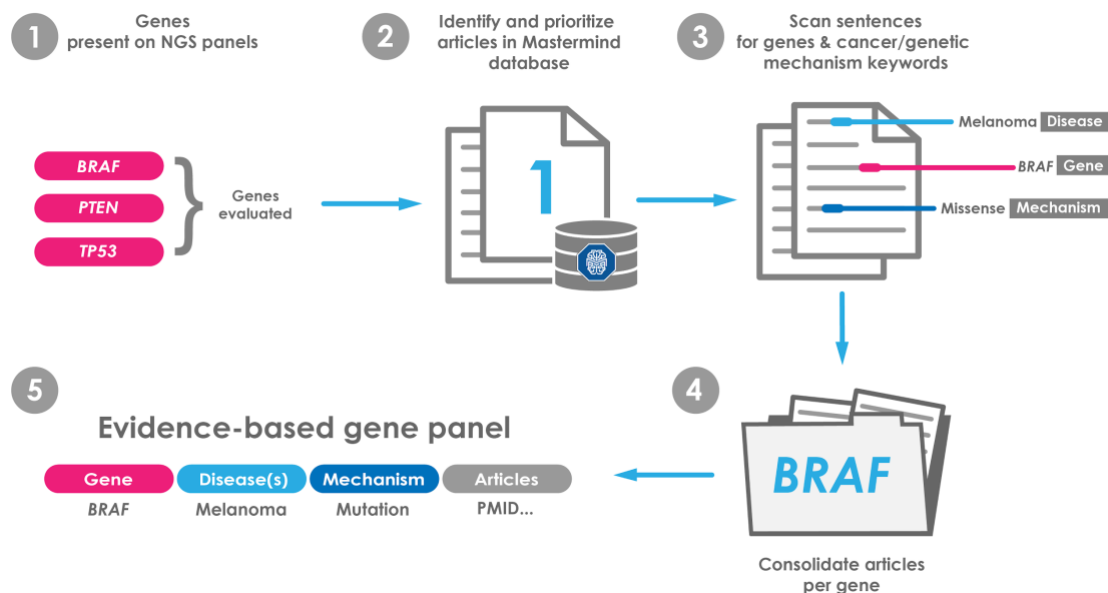 1
Genes
present on NGS panels
2
Identify and prioritize
articles in Mastermind
database
3
Scan sentences
for genes & cancer/genetic
mechanism keywords
BRAF
PTEN
TP53
Genes
evaluated
1
Melanoma Disease
BRAF Gene
Missense Mechanism
5
Evidence-based gene panel
Gene Disease(s) Mechanism Articles
BRAF Melanoma Mutation PMID...
4
BRAF
Consolidate articles
per gene